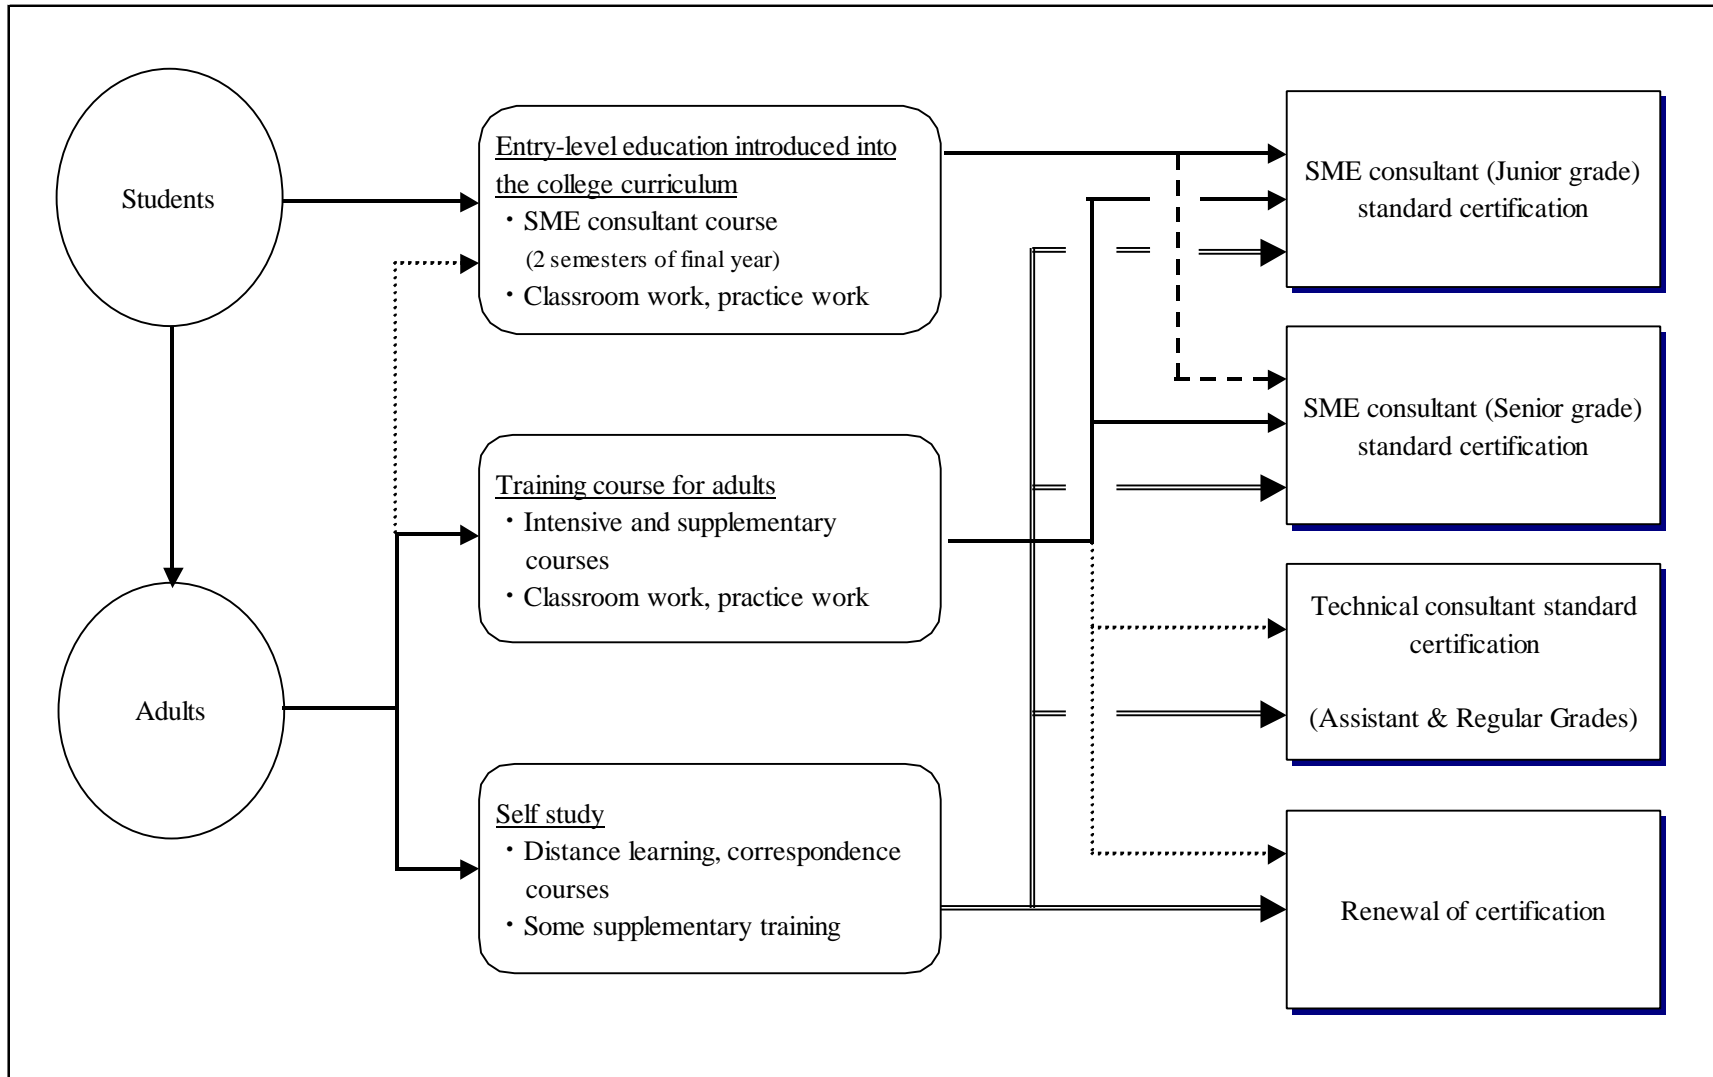 Students
Entry-level education introduced into
the college curriculum
・SME consultant course
(2 semesters of final year)
・Classroom work, practice work
SME consultant (Junior grade)
standard certification
SME consultant (Senior grade)
standard certification
Training course for adults
・Intensive and supplementary
courses
・Classroom work, practice work
Technical consultant standard
certification
(Assistant & Regular Grades)
Adults
Self study
・Distance learning, correspondence
courses
・Some supplementary training
Renewal of certification